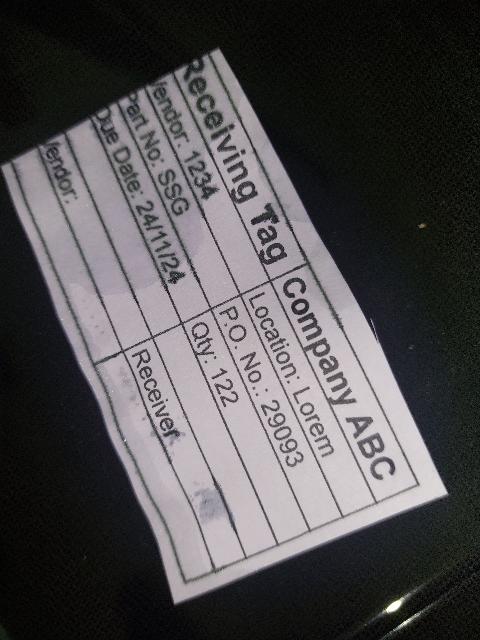 Receiving Tag Company ABC
Vendor: 1234 Location: Lorem
Part No: SSG P.O. No.: 29093
Due Date: 24/11/24 Qty: 122
Vendor: Receiver